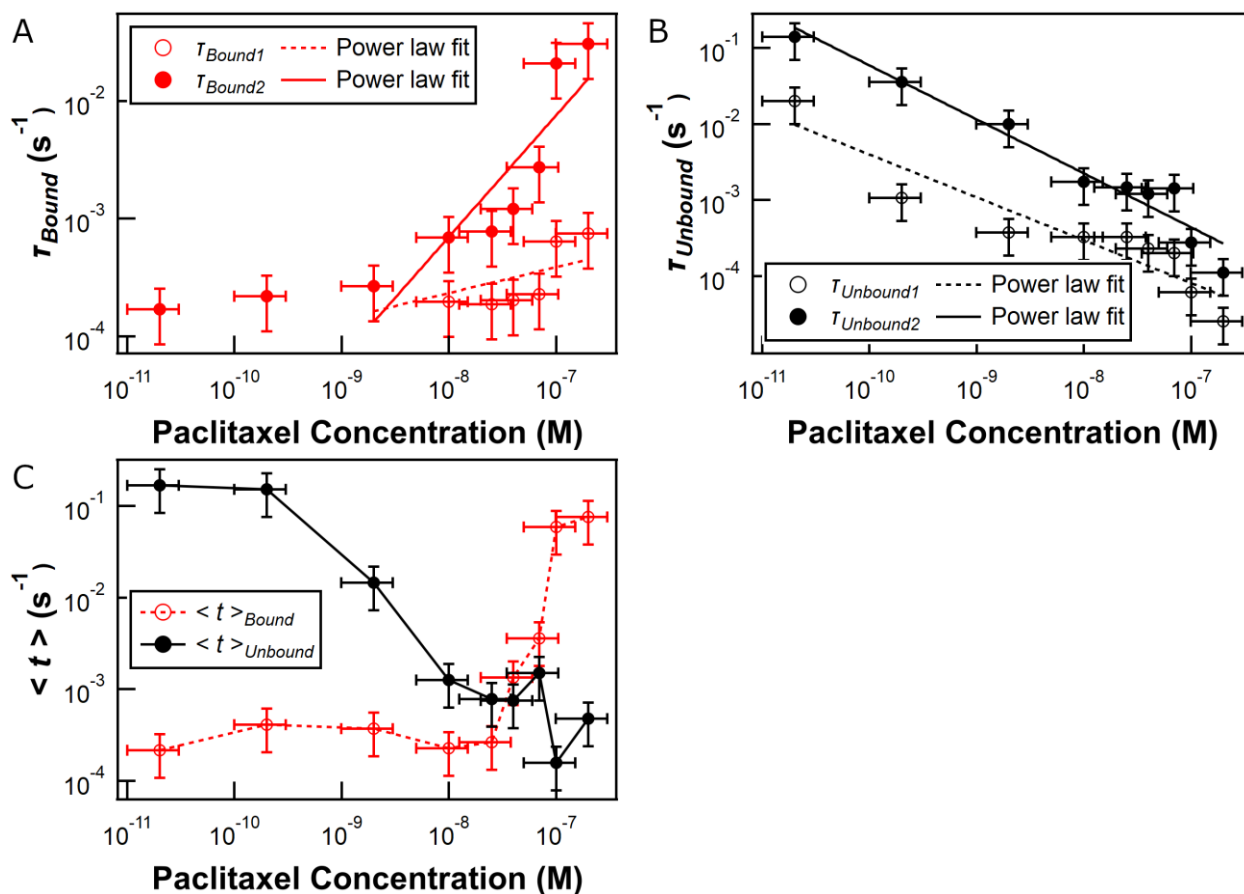 A
τBound1 Power law fit
τBound2 Power law fit
τBound (s⁻¹)
10⁻²
10⁻³
10⁻⁴
10⁻¹¹ 10⁻¹⁰ 10⁻⁹ 10⁻⁸ 10⁻⁷
Paclitaxel Concentration (M)
B
τUnbound1 Power law fit
τUnbound2 Power law fit
τUnbound (s⁻¹)
10⁻¹
10⁻²
10⁻³
10⁻⁴
10⁻¹¹ 10⁻¹⁰ 10⁻⁹ 10⁻⁸ 10⁻⁷
Paclitaxel Concentration (M)
C
< t >Bound
< t >Unbound
< t > (s⁻¹)
10⁻¹
10⁻²
10⁻³
10⁻⁴
10⁻¹¹ 10⁻¹⁰ 10⁻⁹ 10⁻⁸ 10⁻⁷
Paclitaxel Concentration (M)